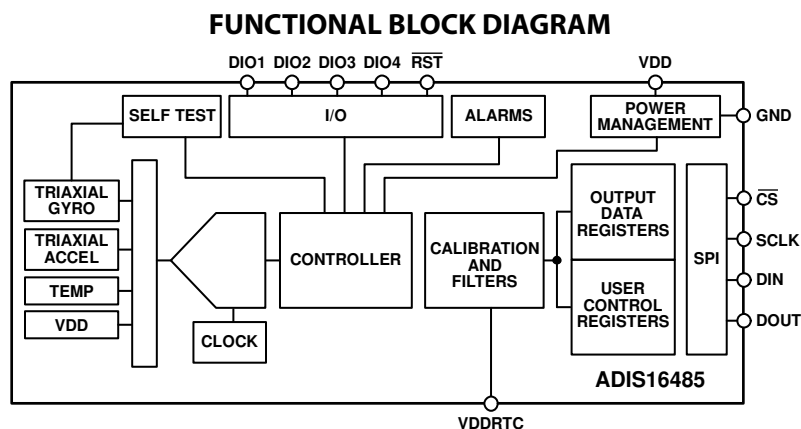 FUNCTIONAL BLOCK DIAGRAM
DIO1 DIO2 DIO3 DIO4 RST VDD
SELF TEST
I/O
ALARMS
POWER
MANAGEMENT
GND
TRIAXIAL
GYRO
TRIAXIAL
ACCEL
TEMP
VDD
CLOCK
CONTROLLER
CALIBRATION
AND
FILTERS
OUTPUT
DATA
REGISTERS
USER
CONTROL
REGISTERS
SPI
CS
SCLK
DIN
DOUT
ADIS16485
VDDRTC